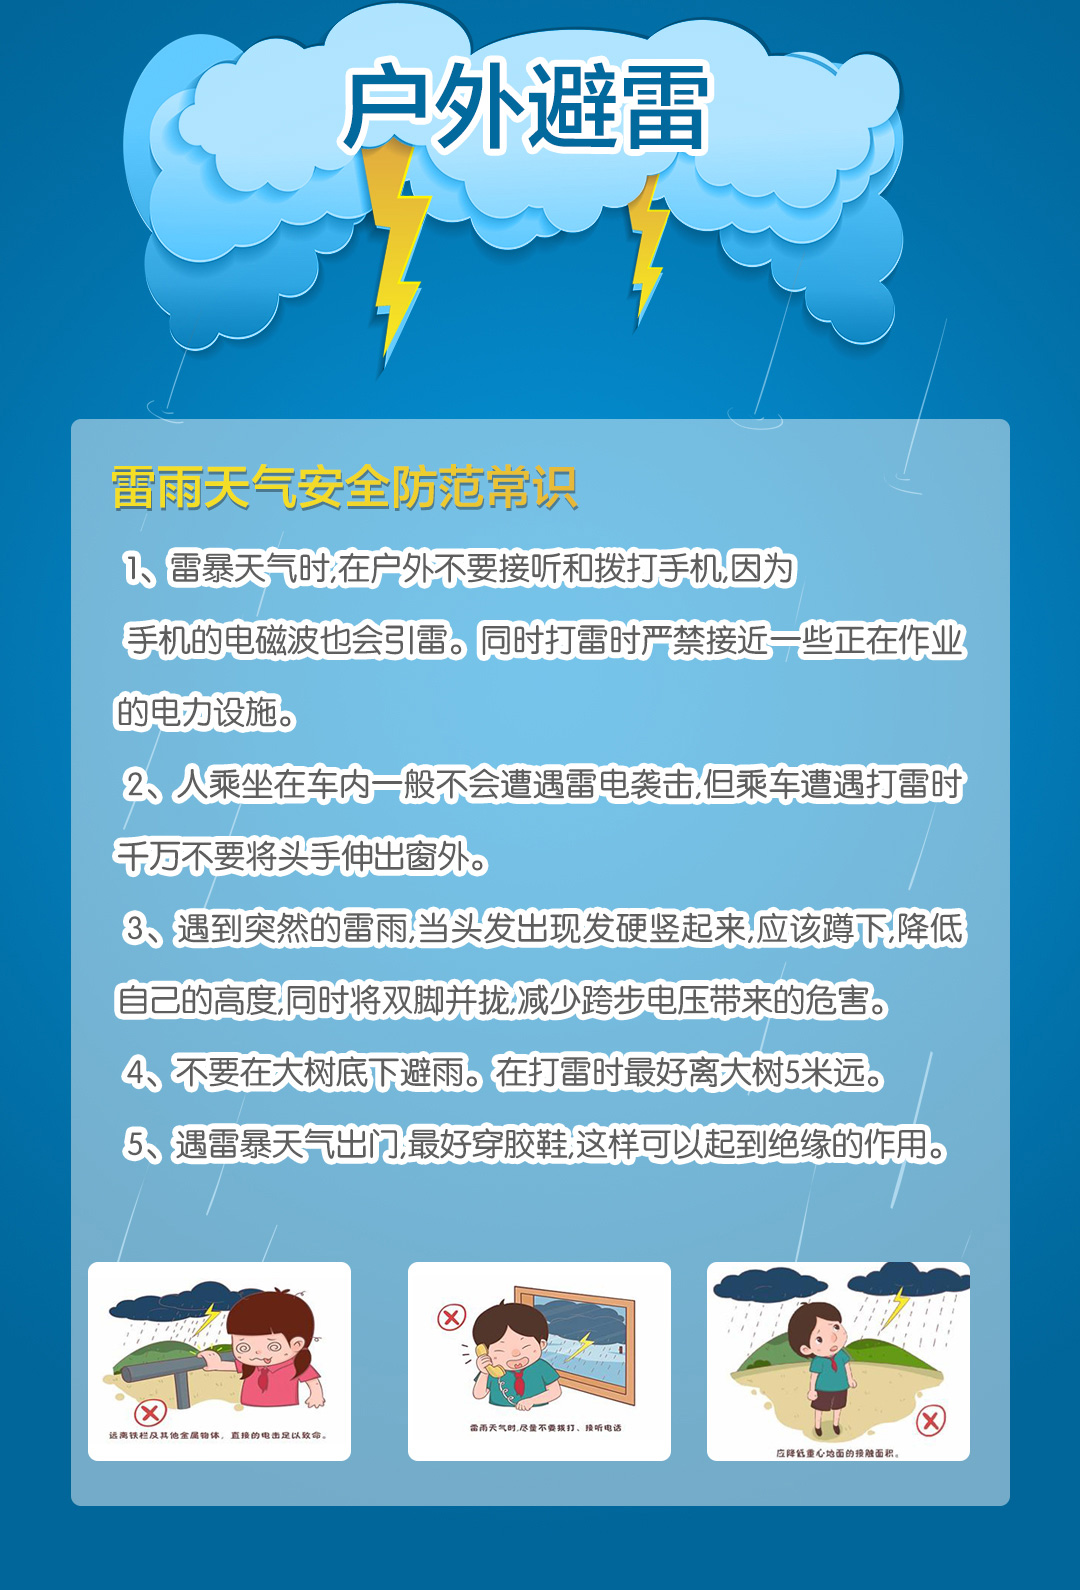 户外避雷
雷雨天气安全防范常识
1、雷暴天气时,在户外不要接听和拨打手机,因为
手机的电磁波也会引雷。同时打雷时严禁接近一些正在作业
的电力设施。
2、人乘坐在车内一般不会遭遇雷电袭击,但乘车遭遇打雷时
千万不要将头手伸出窗外。
3、遇到突然的雷雨,当头发出现发硬竖起来,应该蹲下,降低
自己的高度,同时将双脚并拢,减少跨步电压带来的危害。
4、不要在大树底下避雨。在打雷时最好离大树5米远。
5、遇雷暴天气出门,最好穿胶鞋,这样可以起到绝缘的作用。
远离铁栏及其他金属物体，直接的电击足以致命。
雷雨天气时,尽量不要拨打、接听电话
应降低重心地面的接触面积。